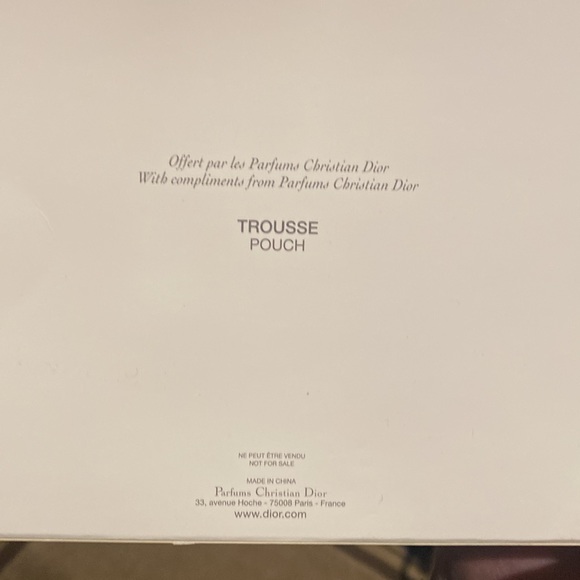 Offert par les Parfums Christian Dior
With compliments from Parfums Christian Dior
TROUSSE
POUCH
NE PEUT ÊTRE VENDU
NOT FOR SALE
MADE IN CHINA
Parfums Christian Dior
33, avenue Hoche - 75008 Paris - France
www.dior.com